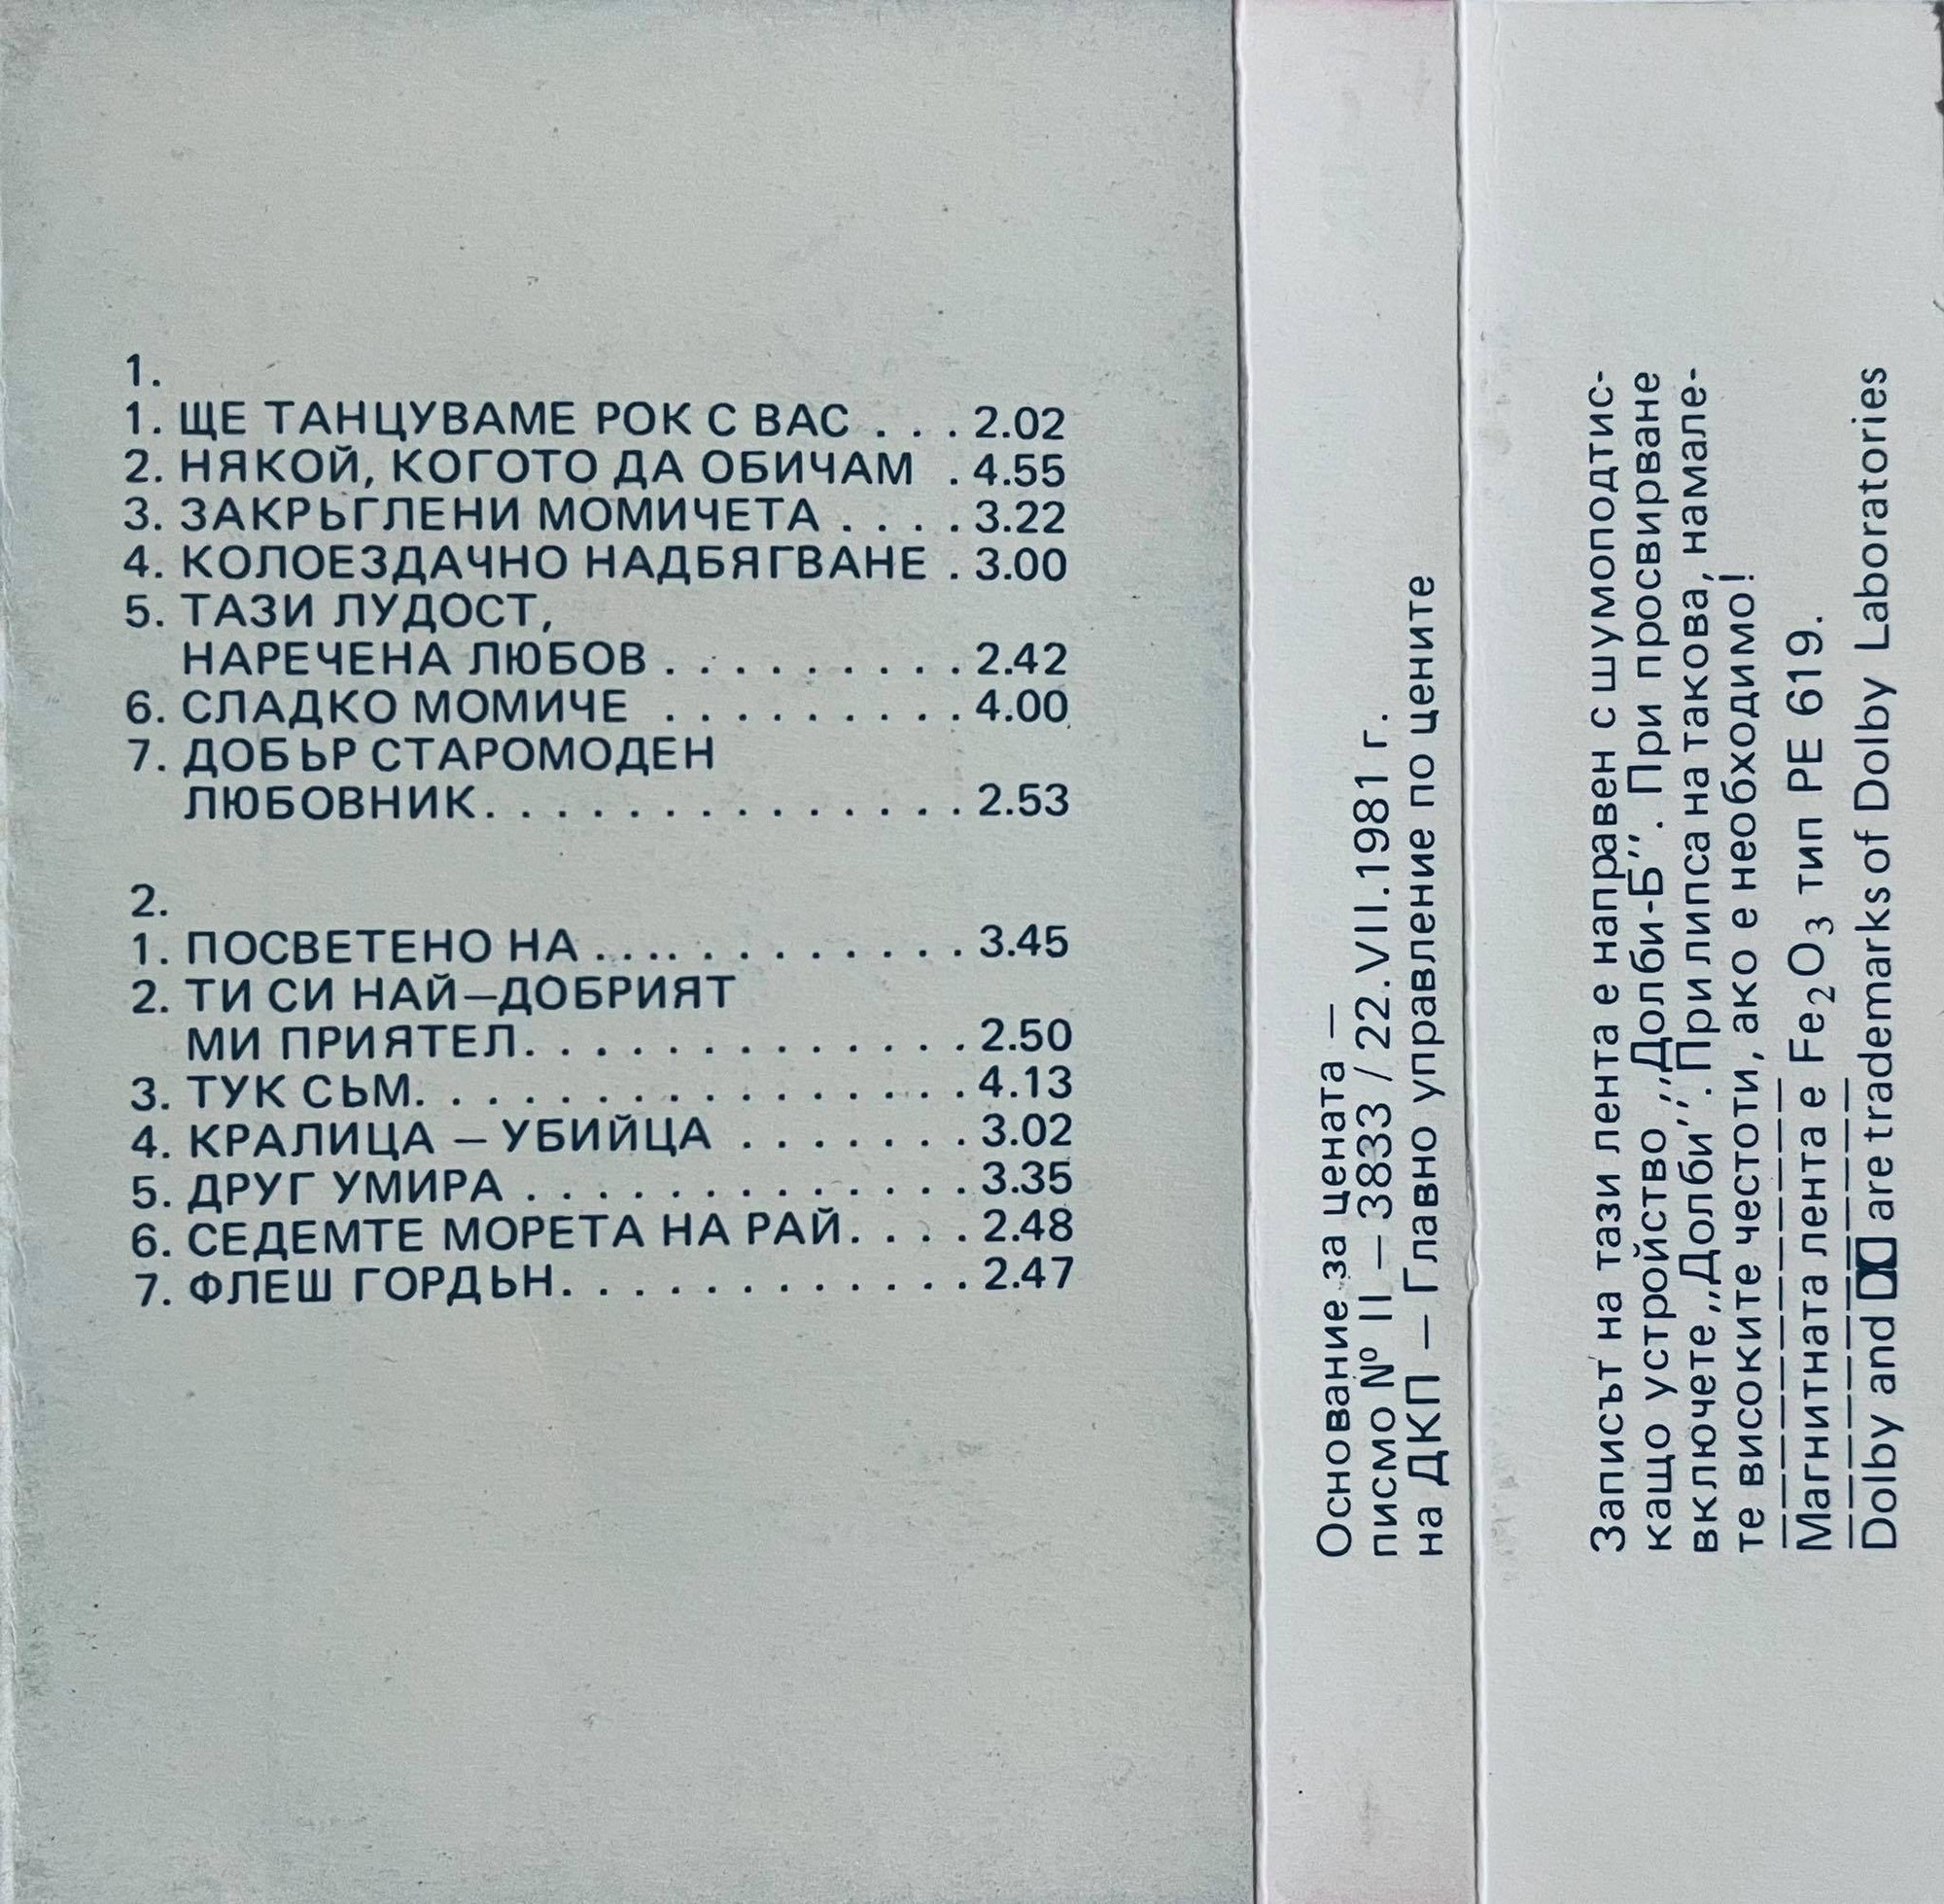 1.
1. ЩЕ ТАНЦУВАМЕ РОК С ВАС . . . 2.02
2. НЯКОЙ, КОГОТО ДА ОБИЧАМ . 4.55
3. ЗАКРЪГЛЕНИ МОМИЧЕТА . . . . 3.22
4. КОЛОЕЗДАЧНО НАДБЯГВАНЕ . 3.00
5. ТАЗИ ЛУДОСТ,
НАРЕЧЕНА ЛЮБОВ . . . . . . . . . 2.42
6. СЛАДКО МОМИЧЕ . . . . . . . . . 4.00
7. ДОБЪР СТАРОМОДЕН
ЛЮБОВНИК. . . . . . . . . . . . . . 2.53
2.
1. ПОСВЕТЕНО НА . . . . . . . . . . . . 3.45
2. ТИ СИ НАЙ—ДОБРИЯТ
МИ ПРИЯТЕЛ. . . . . . . . . . . . . 2.50
3. ТУК СЪМ. . . . . . . . . . . . . . . . 4.13
4. КРАЛИЦА — УБИЙЦА . . . . . . . 3.02
5. ДРУГ УМИРА . . . . . . . . . . . . . 3.35
6. СЕДЕМТЕ МОРЕТА НА РАЙ. . . . 2.48
7. ФЛЕШ ГОРДЪН. . . . . . . . . . . . 2.47
Основание за цената —
писмо № II — 3833 / 22.VII.1981 г.
на ДКП — Главно управление по цените
Записът на тази лента е направен с шумоподтис-
кащо устройство ,,Долби-Б''. При просвирване
включете ,,Долби''. При липса на такова, намале-
те високите честоти, ако е необходимо!
Магнитната лента е Fe₂O₃ тип PE 619.
Dolby and are trademarks of Dolby Laboratories